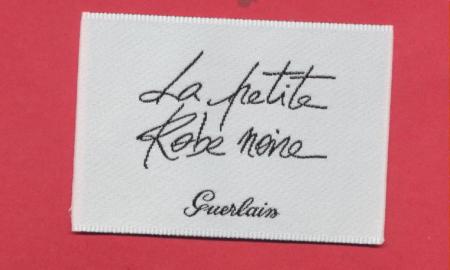 La petite
Robe noire
Guerlain